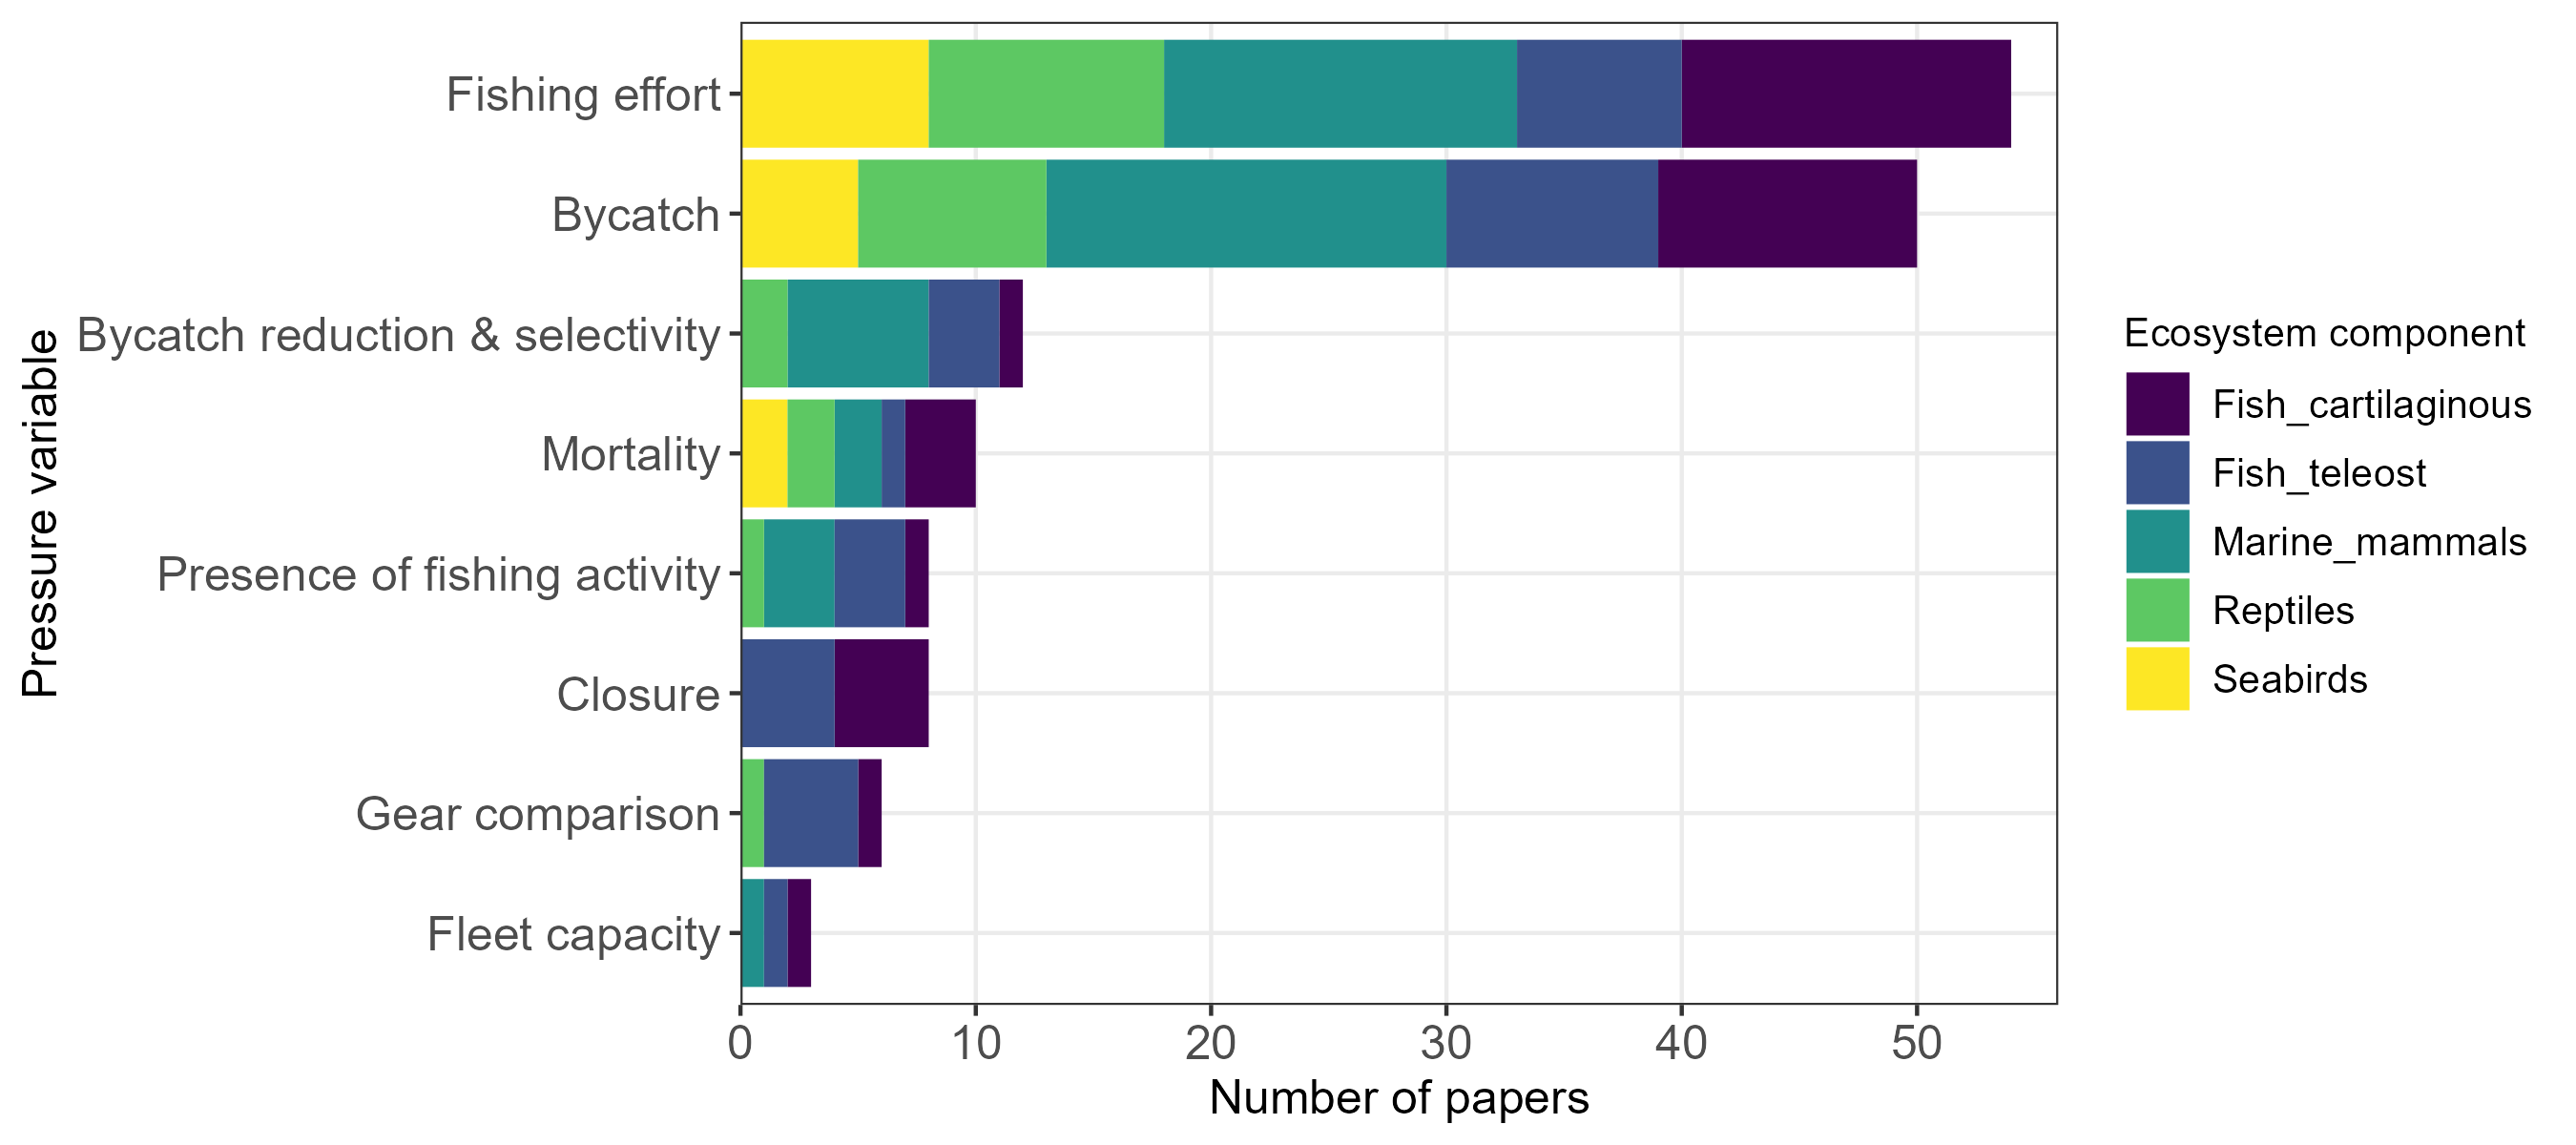 Pressure variable
Fishing effort
Bycatch
Bycatch reduction & selectivity
Mortality
Presence of fishing activity
Closure
Gear comparison
Fleet capacity
0 10 20 30 40 50
Number of papers
Ecosystem component
Fish_cartilaginous
Fish_teleost
Marine_mammals
Reptiles
Seabirds